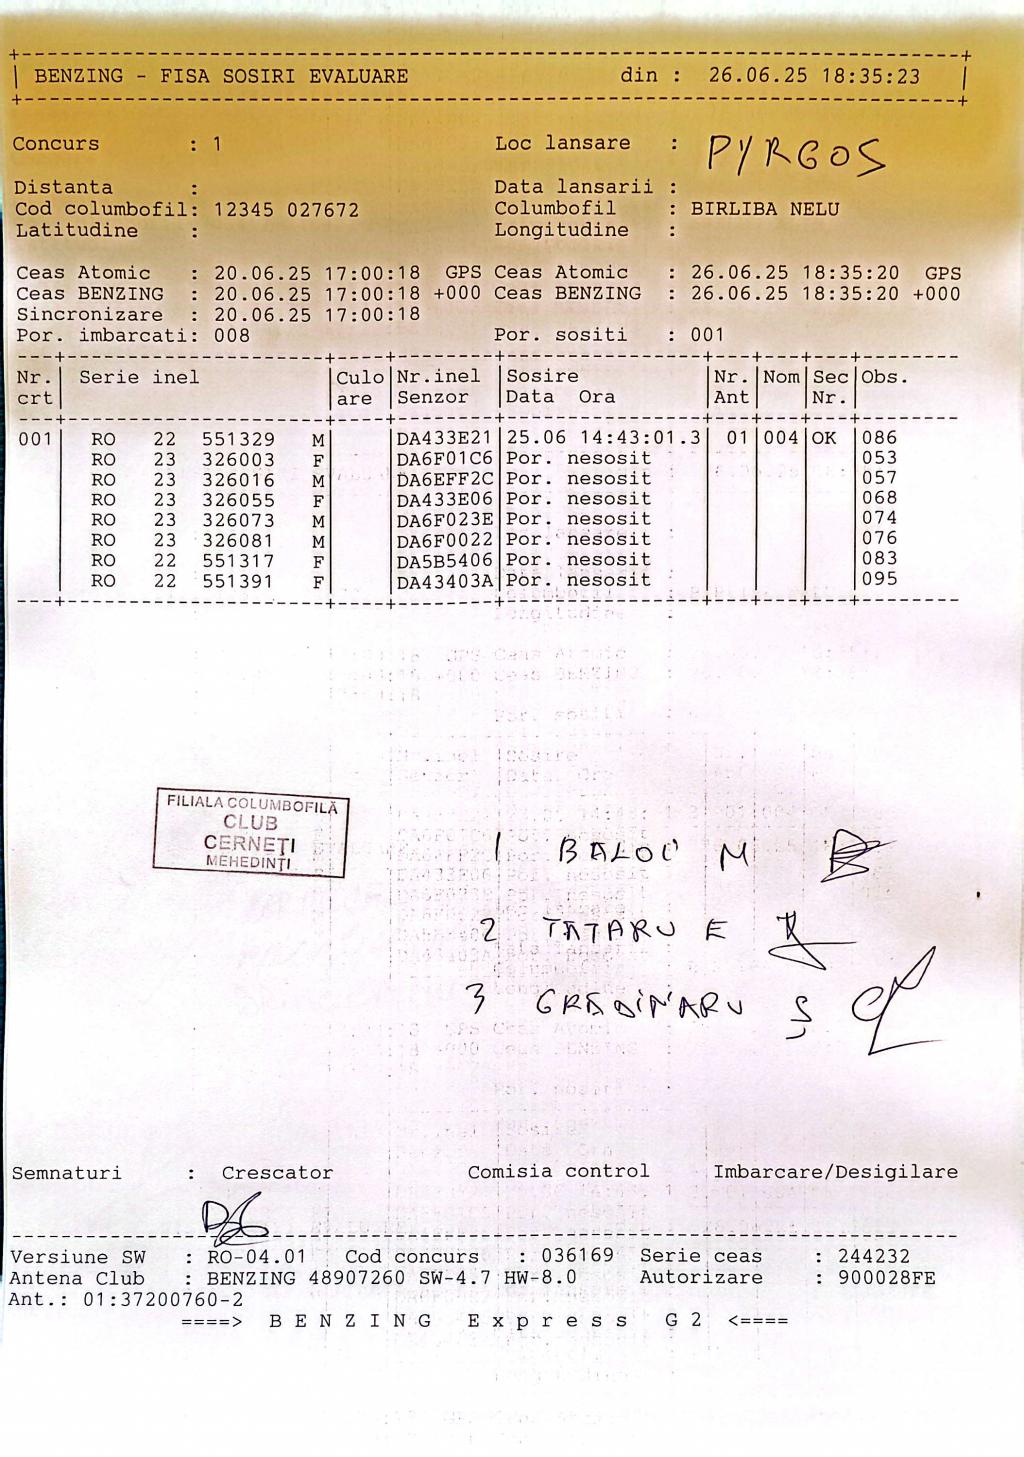 +-----------------------------------------------------------------------------+
| BENZING - FISA SOSIRI EVALUARE din : 26.06.25 18:35:23 |
+-----------------------------------------------------------------------------+
Concurs : 1 Loc lansare : PYRGOS
Distanta : Data lansarii :
Cod columbofil: 12345 027672 Columbofil : BIRLIBA NELU
Latitudine : Longitudine :
Ceas Atomic : 20.06.25 17:00:18 GPS Ceas Atomic : 26.06.25 18:35:20 GPS
Ceas BENZING : 20.06.25 17:00:18 +000 Ceas BENZING : 26.06.25 18:35:20 +000
Sincronizare : 20.06.25 17:00:18
Por. imbarcati: 008 Por. sositi : 001
Nr. | Serie inel |Culo|Nr.inel |Sosire |Nr.|Nom|Sec|Obs.
crt | |are |Senzor |Data Ora |Ant| |Nr.|
001| RO 22 551329 M| |DA433E21|25.06 14:43:01.3| 01|004|OK |086
RO 23 326003 F| |DA6F01C6|Por. nesosit | | | |053
RO 23 326016 M| |DA6EFF2C|Por. nesosit | | | |057
RO 23 326055 F| |DA433E06|Por. nesosit | | | |068
RO 23 326073 M| |DA6F023E|Por. nesosit | | | |074
RO 23 326081 M| |DA6F0022|Por. nesosit | | | |076
RO 22 551317 F| |DA5B5406|Por. nesosit | | | |083
RO 22 551391 F| |DA43403A|Por. nesosit | | | |095
FILIALA COLUMBOFILĂ
CLUB
CERNEȚI
MEHEDINȚI
1 BALOI M
2 TATARU E
3 GRĂDINARU Ș
Semnaturi : Crescator Comisia control Imbarcare/Desigilare
Versiune SW : RO-04.01 Cod concurs : 036169 Serie ceas : 244232
Antena Club : BENZING 48907260 SW-4.7 HW-8.0 Autorizare : 900028FE
Ant.: 01:37200760-2
====> B E N Z I N G E x p r e s s G 2 <====